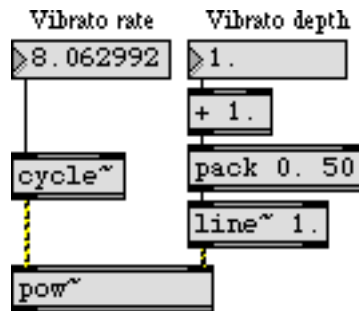 Vibrato rate Vibrato depth
8.062992 1.
+ 1.
cycle~ pack 0. 50
line~ 1.
pow~